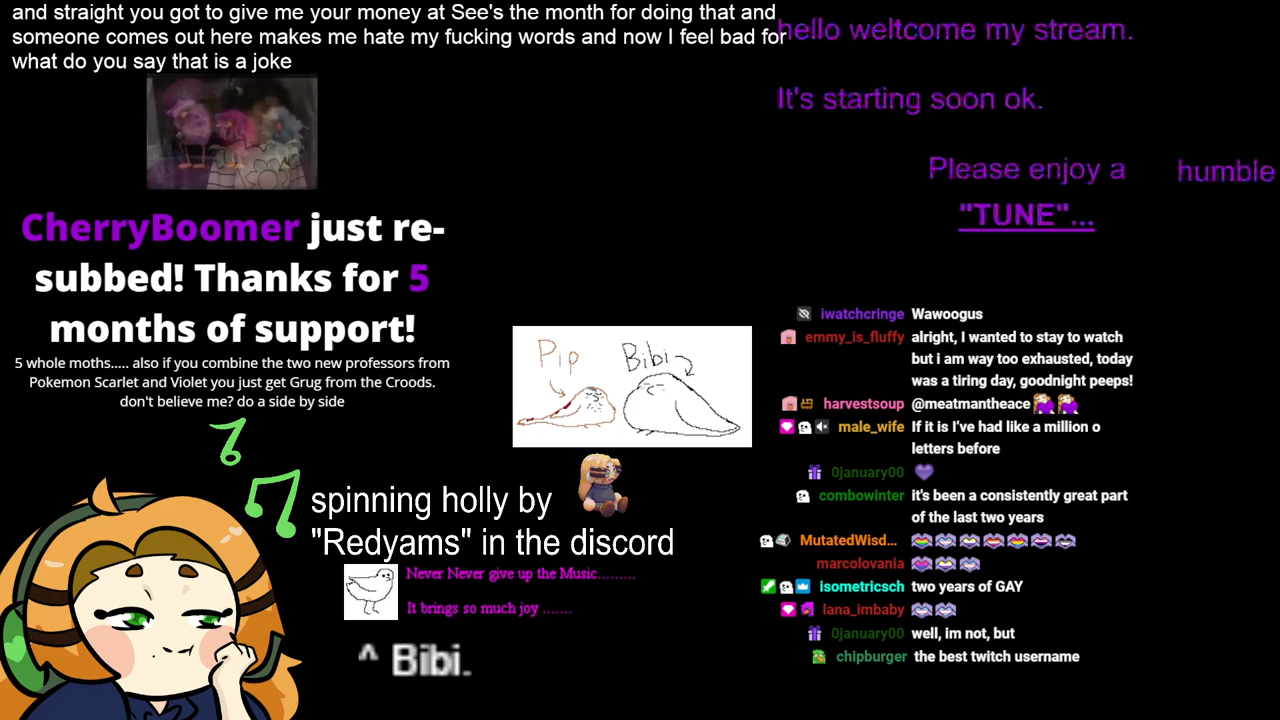 and straight you got to give me your money at See's the month for doing that and
someone comes out here makes me hate my fucking words and now I feel bad for
what do you say that is a joke
hello weltcome my stream.
It's starting soon ok.
Please enjoy a humble
"TUNE"...
CherryBoomer just re-
subbed! Thanks for 5
months of support!
5 whole moths..... also if you combine the two new professors from
Pokemon Scarlet and Violet you just get Grug from the Croods.
don't believe me? do a side by side
Pip
Bibi
spinning holly by
"Redyams" in the discord
Never Never give up the Music.........
It brings so much joy .......
^ Bibi.
iwatchcringe Wawoogus
emmy_is_fluffy alright, I wanted to stay to watch
but i am way too exhausted, today
was a tiring day, goodnight peeps!
harvestsoup @meatmantheace
male_wife If it is I've had like a million o
letters before
0january00
combowinter it's been a consistently great part
of the last two years
MutatedWisd...
marcolovania
isometricsch two years of GAY
lana_imbaby
0january00 well, im not, but
chipburger the best twitch username